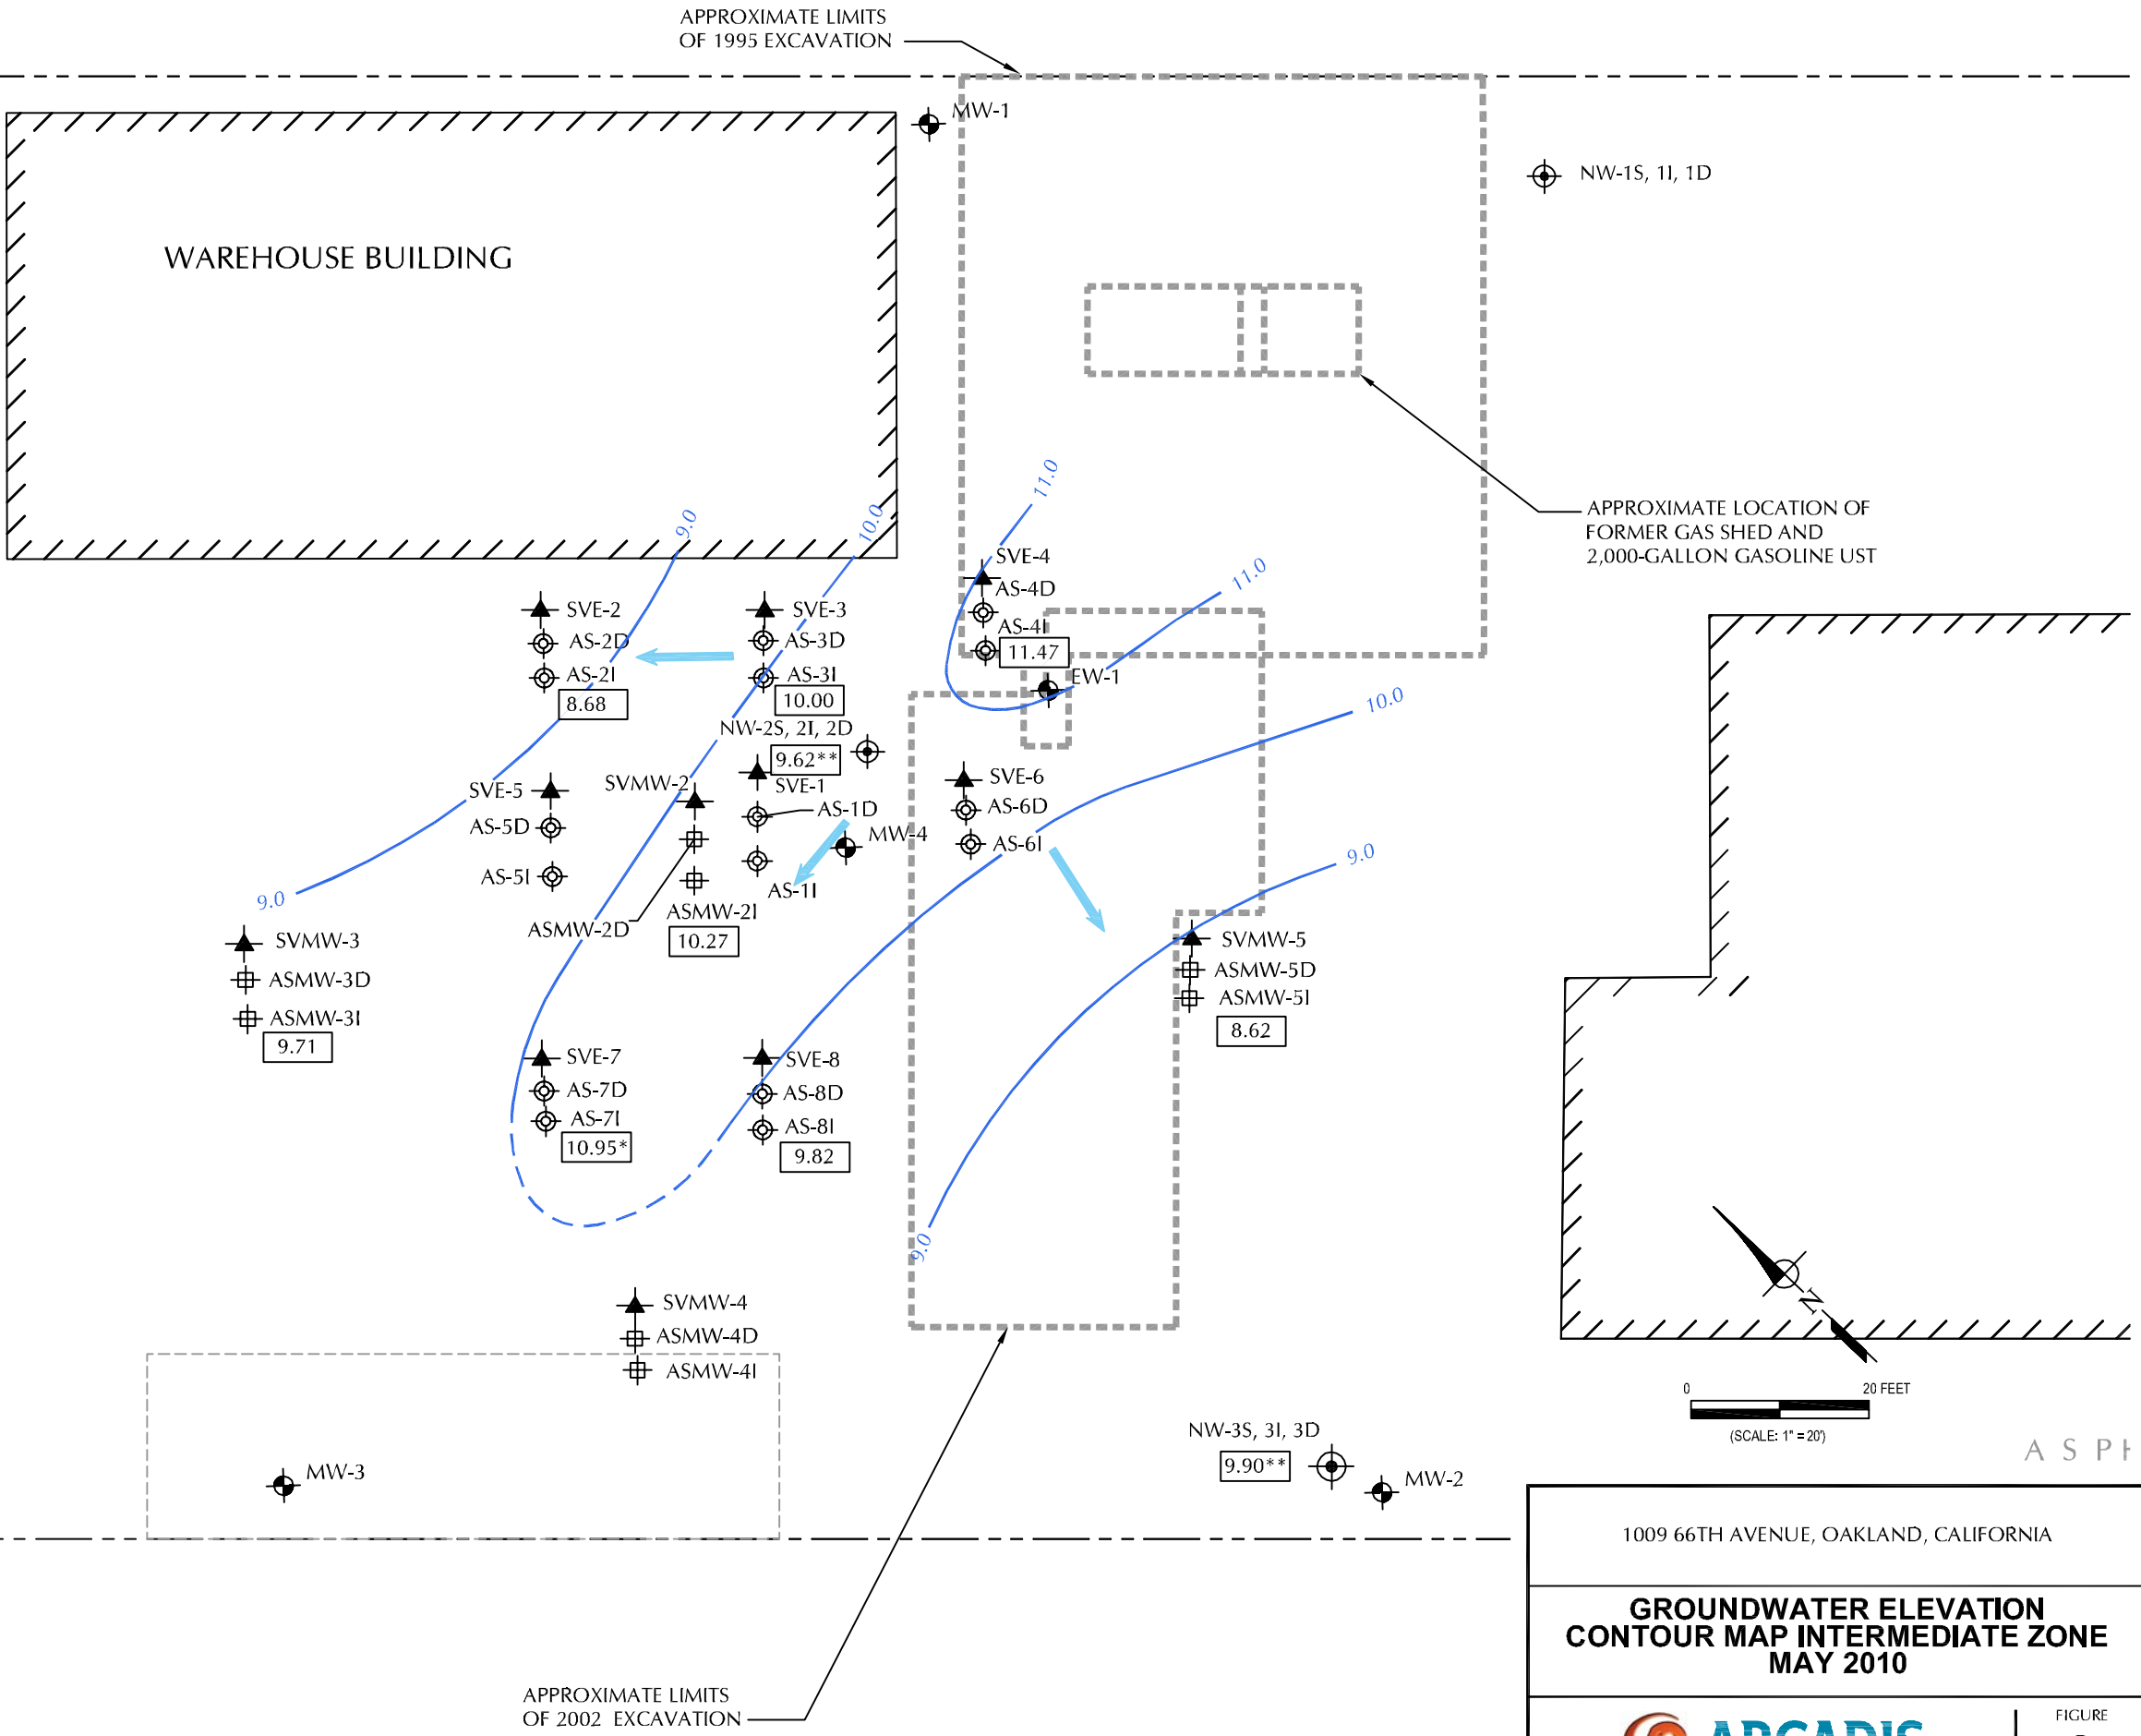 APPROXIMATE LIMITS
OF 1995 EXCAVATION
MW-1
NW-1S, 1I, 1D
WAREHOUSE BUILDING
11.0
APPROXIMATE LOCATION OF
FORMER GAS SHED AND
2,000-GALLON GASOLINE UST
9.0
10.0
SVE-4
AS-4D
11.0
AS-4I
11.47
SVE-2
AS-2D
AS-2I
8.68
SVE-3
AS-3D
AS-3I
10.00
EW-1
10.0
NW-2S, 2I, 2D
9.62**
SVE-1
SVMW-2
SVE-5
AS-5D
AS-5I
AS-1D
MW-4
AS-1I
SVE-6
AS-6D
AS-6I
9.0
9.0
ASMW-2D
ASMW-2I
10.27
SVMW-3
ASMW-3D
ASMW-3I
9.71
SVMW-5
ASMW-5D
ASMW-5I
8.62
SVE-7
AS-7D
AS-7I
10.95*
SVE-8
AS-8D
AS-8I
9.82
9.0
SVMW-4
ASMW-4D
ASMW-4I
N
0 20 FEET
(SCALE: 1" = 20')
MW-3
NW-3S, 3I, 3D
9.90**
MW-2
A S P
1009 66TH AVENUE, OAKLAND, CALIFORNIA
GROUNDWATER ELEVATION
CONTOUR MAP INTERMEDIATE ZONE
MAY 2010
APPROXIMATE LIMITS
OF 2002 EXCAVATION
ARCADIS
FIGURE